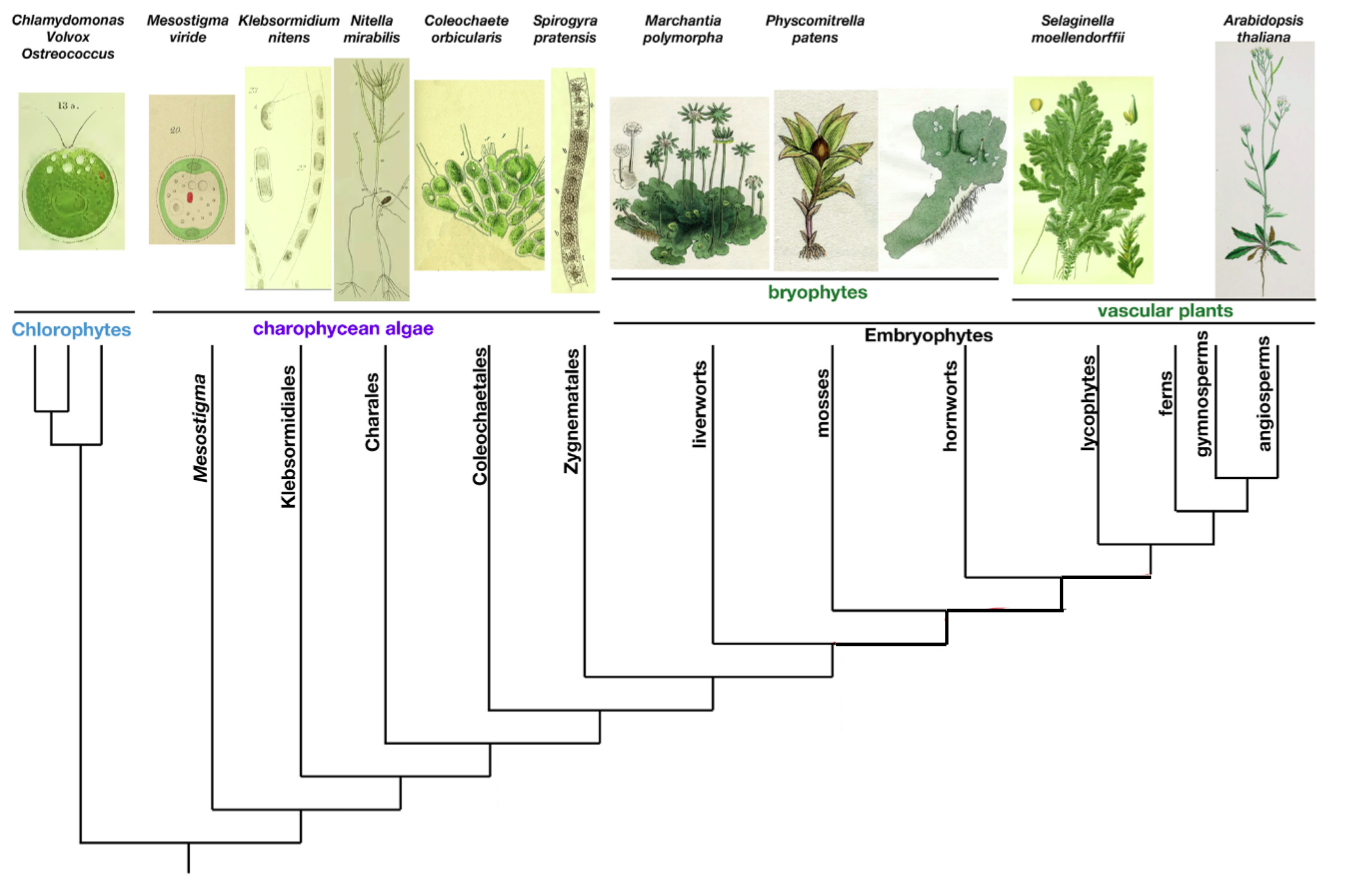 Chlamydomonas
Volvox
Ostreococcus
Mesostigma
viride
Klebsormidium
nitens
Nitella
mirabilis
Coleochaete
orbicularis
Spirogyra
pratensis
Marchantia
polymorpha
Physcomitrella
patens
Selaginella
moellendorffii
Arabidopsis
thaliana
13 a.
20.
bryophytes
vascular plants
Chlorophytes
charophycean algae
Embryophytes
Mesostigma
Klebsormidiales
Charales
Coleochaetales
Zygnematales
liverworts
mosses
hornworts
lycophytes
ferns
gymnosperms
angiosperms